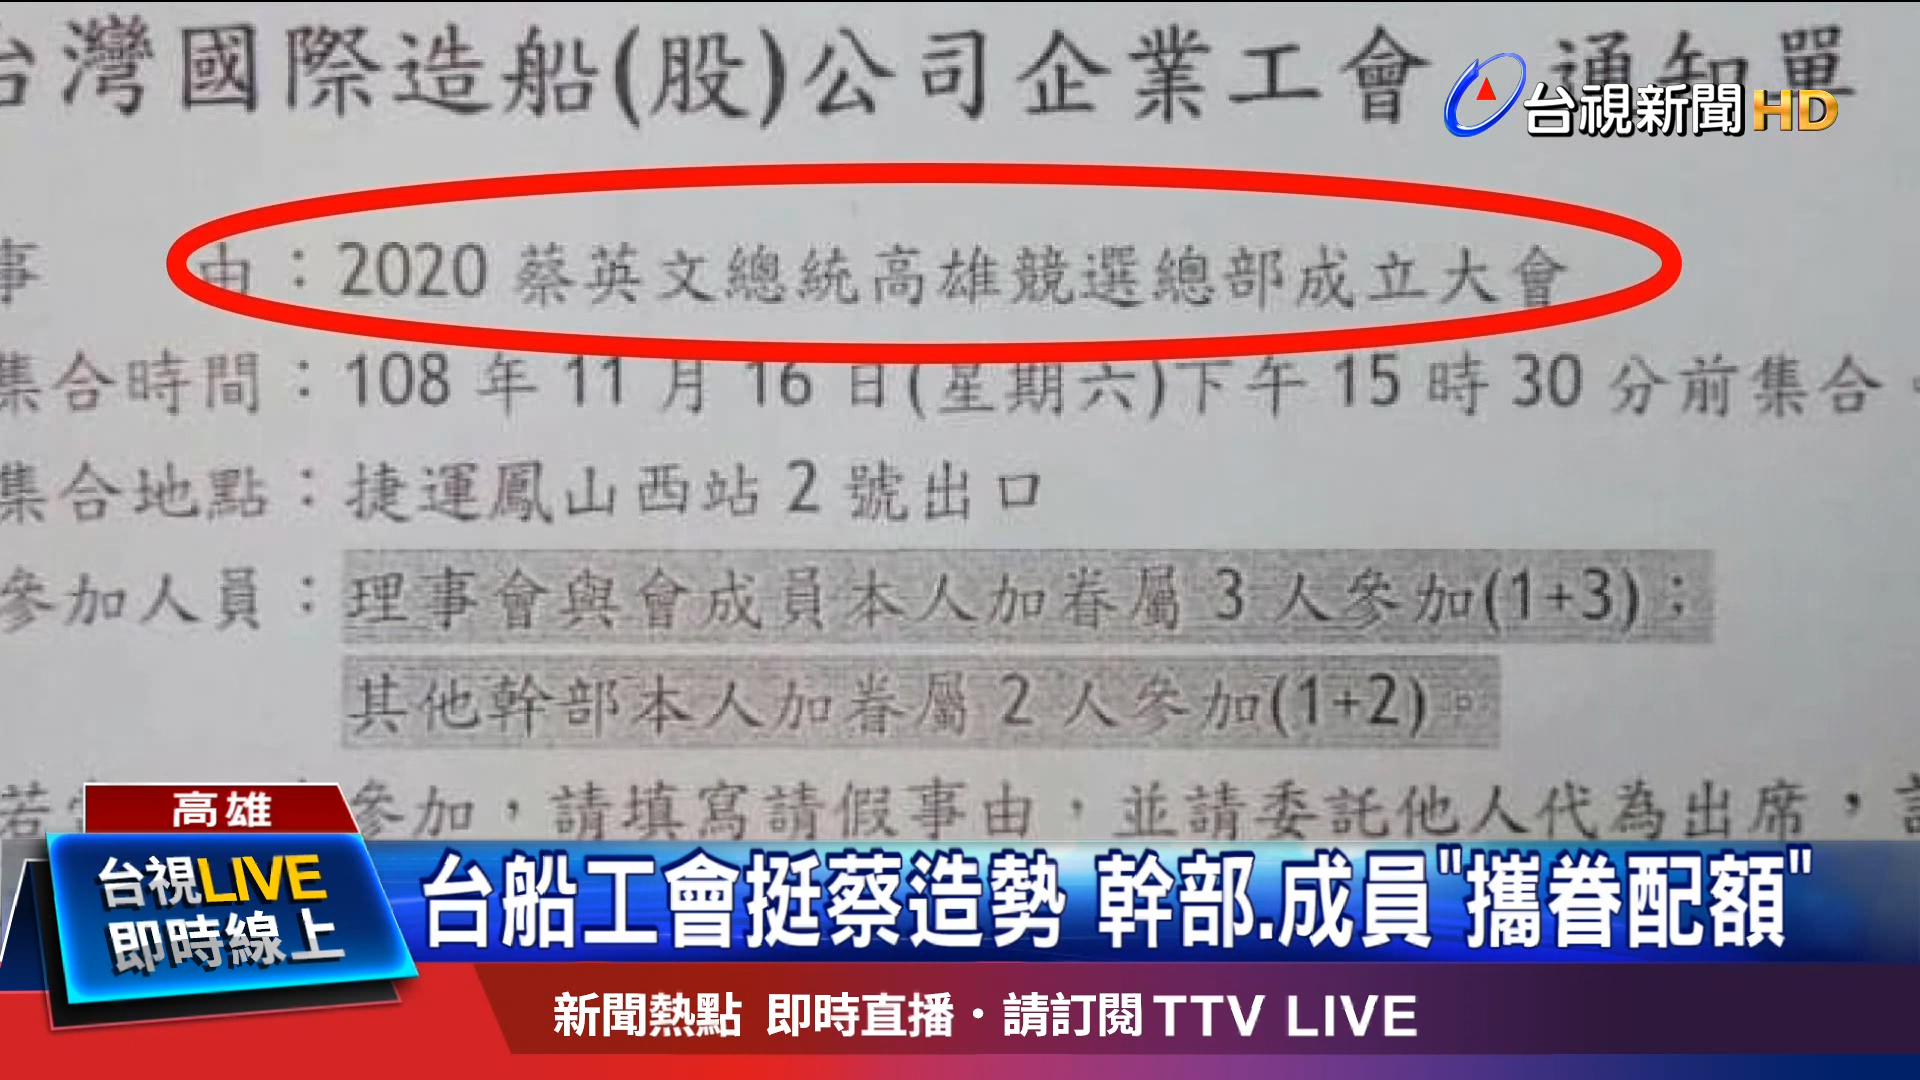 台灣國際造船(股)公司企業工會 通知單
台視新聞HD
事 由：2020 蔡英文總統高雄競選總部成立大會
集合時間：108 年 11 月 16 日(星期六)下午 15 時 30 分前集合。
集合地點：捷運鳳山西站 2 號出口
參加人員：理事會與會成員本人加眷屬 3 人參加(1+3)；
其他幹部本人加眷屬 2 人參加(1+2)。
參加，請填寫請假事由，並請委託他人代為出席，
高雄
台視LIVE
即時線上
台船工會挺蔡造勢 幹部.成員"攜眷配額"
新聞熱點 即時直播·請訂閱TTV LIVE